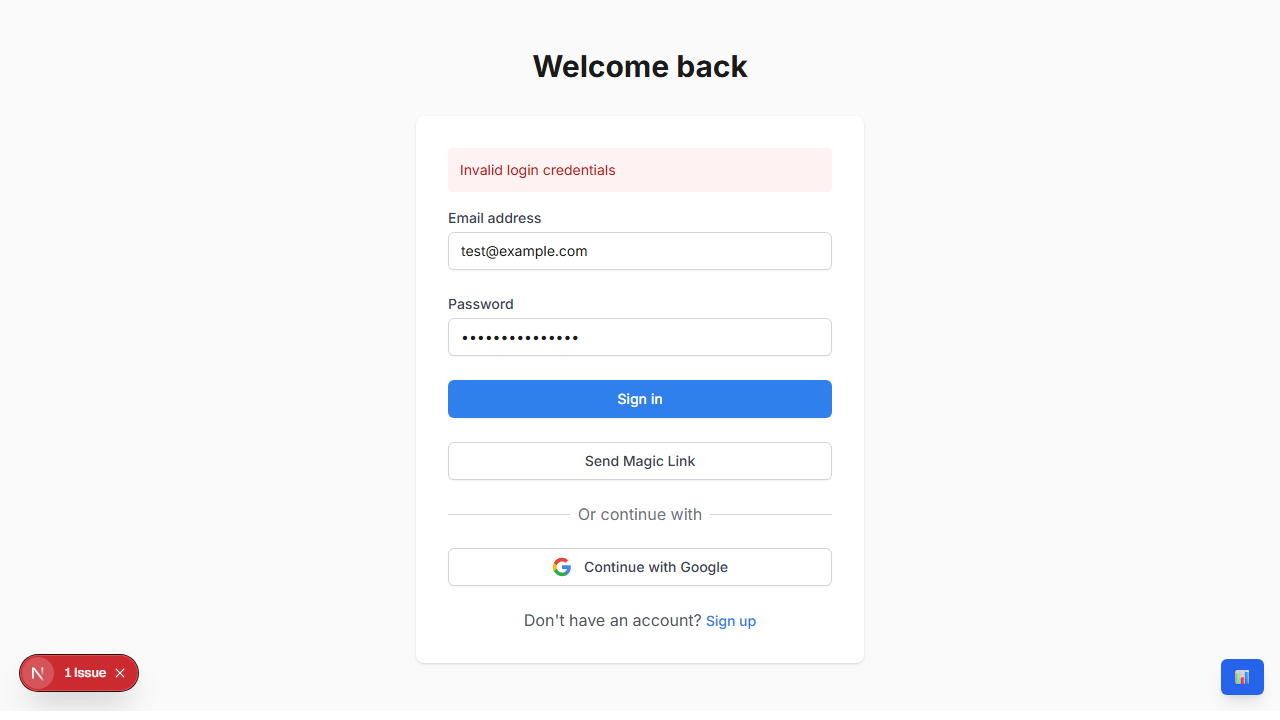 Welcome back
Invalid login credentials
Email address
test@example.com
Password
•••••••••••••••
Sign in
Send Magic Link
Or continue with
Continue with Google
Don't have an account? Sign up
N 1 Issue